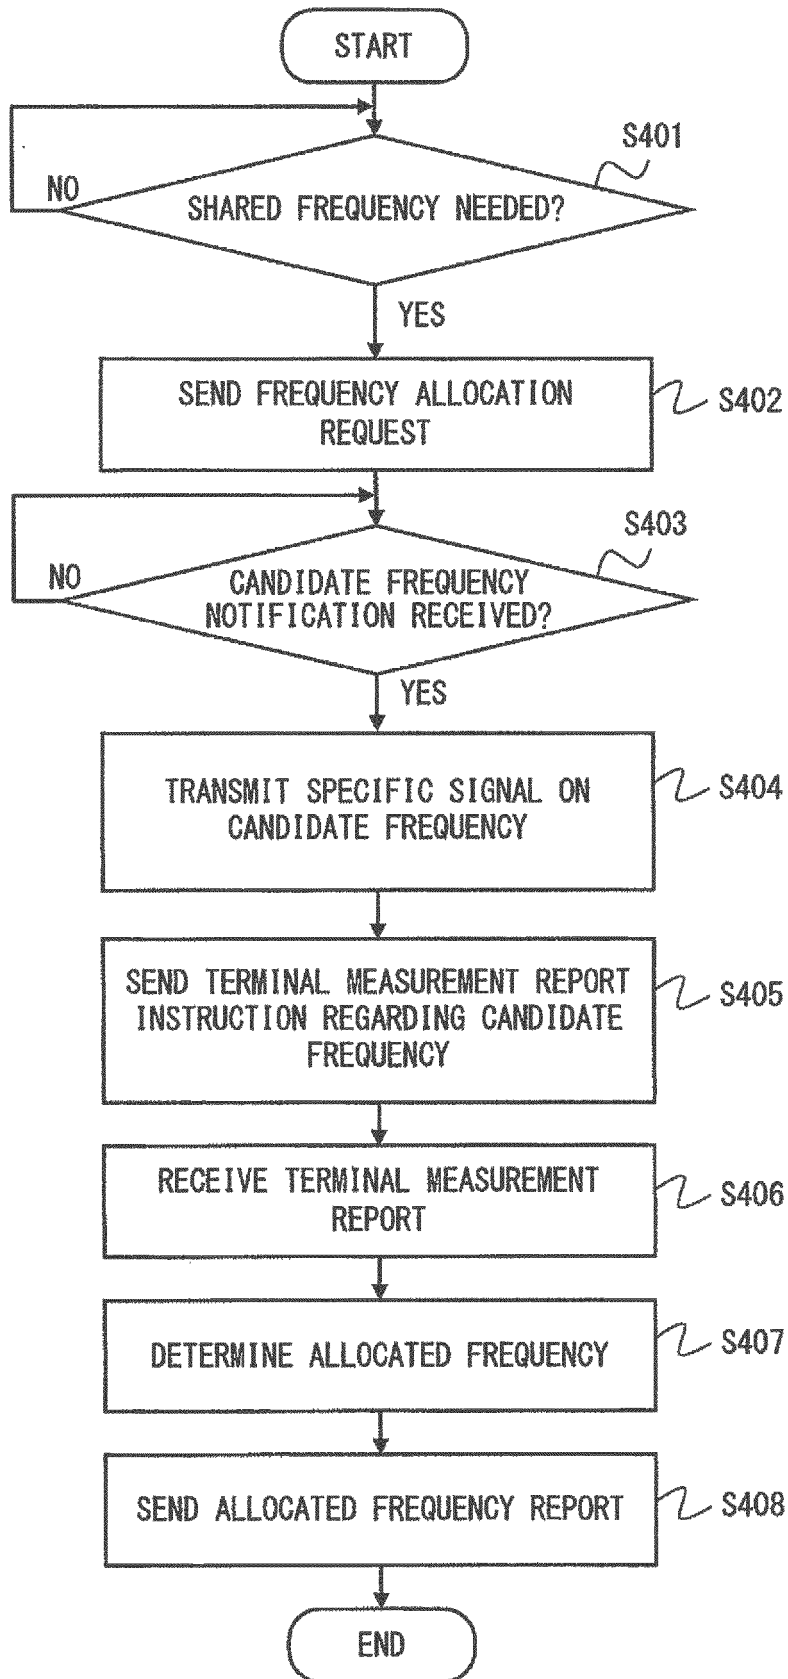 START
S401
NO
SHARED FREQUENCY NEEDED?
YES
SEND FREQUENCY ALLOCATION
REQUEST
S402
S403
NO
CANDIDATE FREQUENCY
NOTIFICATION RECEIVED?
YES
TRANSMIT SPECIFIC SIGNAL ON
CANDIDATE FREQUENCY
S404
SEND TERMINAL MEASUREMENT REPORT
INSTRUCTION REGARDING CANDIDATE
FREQUENCY
S405
RECEIVE TERMINAL MEASUREMENT
REPORT
S406
DETERMINE ALLOCATED FREQUENCY
S407
SEND ALLOCATED FREQUENCY REPORT
S408
END